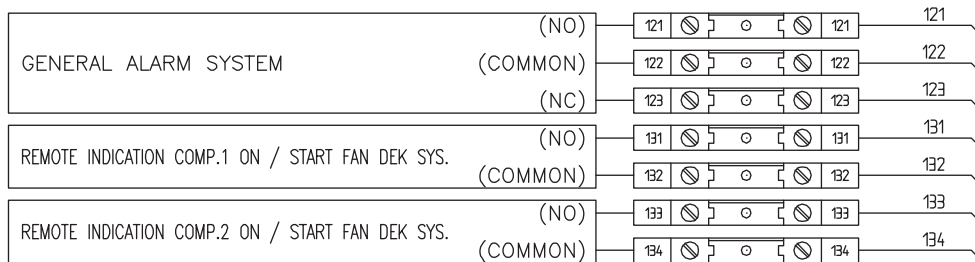 (NO) 121 121 121
GENERAL ALARM SYSTEM (COMMON) 122 122 122
(NC) 123 123 123
(NO) 131 131 131
REMOTE INDICATION COMP.1 ON / START FAN DEK SYS.
(COMMON) 132 132 132
(NO) 133 133 133
REMOTE INDICATION COMP.2 ON / START FAN DEK SYS.
(COMMON) 134 134 134